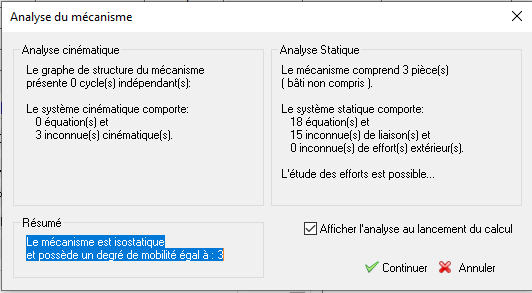 Analyse du mécanisme
Analyse cinématique
Le graphe de structure du mécanisme
présente 0 cycle(s) indépendant(s):
Le système cinématique comporte:
0 équation(s) et
3 inconnue(s) cinématique(s).
Analyse Statique
Le mécanisme comprend 3 pièce(s)
( bâti non compris ).
Le système statique comporte:
18 équation(s) et
15 inconnue(s) de liaison(s) et
0 inconnue(s) de effort(s) extérieur(s).
L'étude des efforts est possible...
Résumé
Le mécanisme est isostatique
et possède un degré de mobilité égal à : 3
Afficher l'analyse au lancement du calcul
Continuer
Annuler